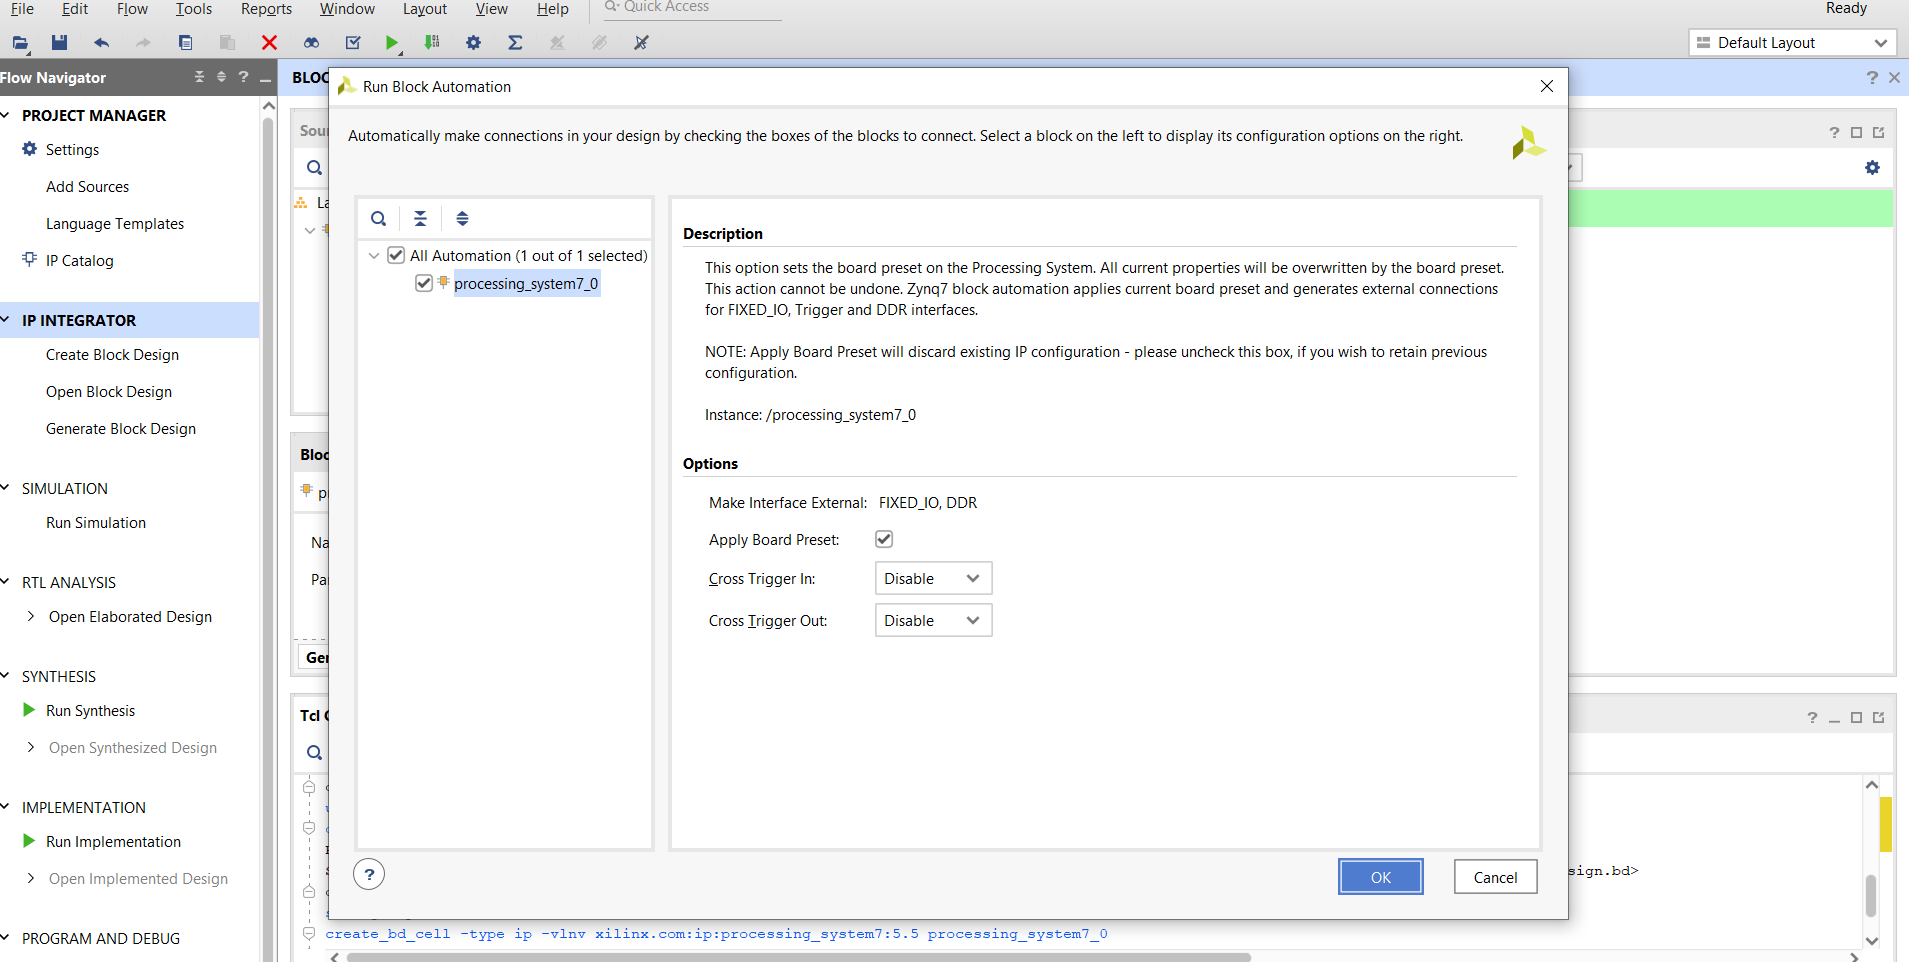 File Edit Flow Tools Reports Window Layout View Help Quick Access Ready
Default Layout
Flow Navigator ?
BLOC ?
PROJECT MANAGER
Settings
Add Sources
Language Templates
IP Catalog
IP INTEGRATOR
Create Block Design
Open Block Design
Generate Block Design
SIMULATION
Run Simulation
RTL ANALYSIS
Open Elaborated Design
SYNTHESIS
Run Synthesis
Open Synthesized Design
IMPLEMENTATION
Run Implementation
Open Implemented Design
PROGRAM AND DEBUG
Run Block Automation
Automatically make connections in your design by checking the boxes of the blocks to connect. Select a block on the left to display its configuration options on the right.
All Automation (1 out of 1 selected)
processing_system7_0
Description
This option sets the board preset on the Processing System. All current properties will be overwritten by the board preset.
This action cannot be undone. Zynq7 block automation applies current board preset and generates external connections
for FIXED_IO, Trigger and DDR interfaces.
NOTE: Apply Board Preset will discard existing IP configuration - please uncheck this box, if you wish to retain previous
configuration.
Instance: /processing_system7_0
Options
Make Interface External: FIXED_IO, DDR
Apply Board Preset:
Cross Trigger In: Disable
Cross Trigger Out: Disable
?
OK
Cancel
Sour
?
Bloc
Na
Pa
Ger
Tcl C
?
sign.bd>
create_bd_cell -type ip -vlnv xilinx.com:ip:processing_system7:5.5 processing_system7_0